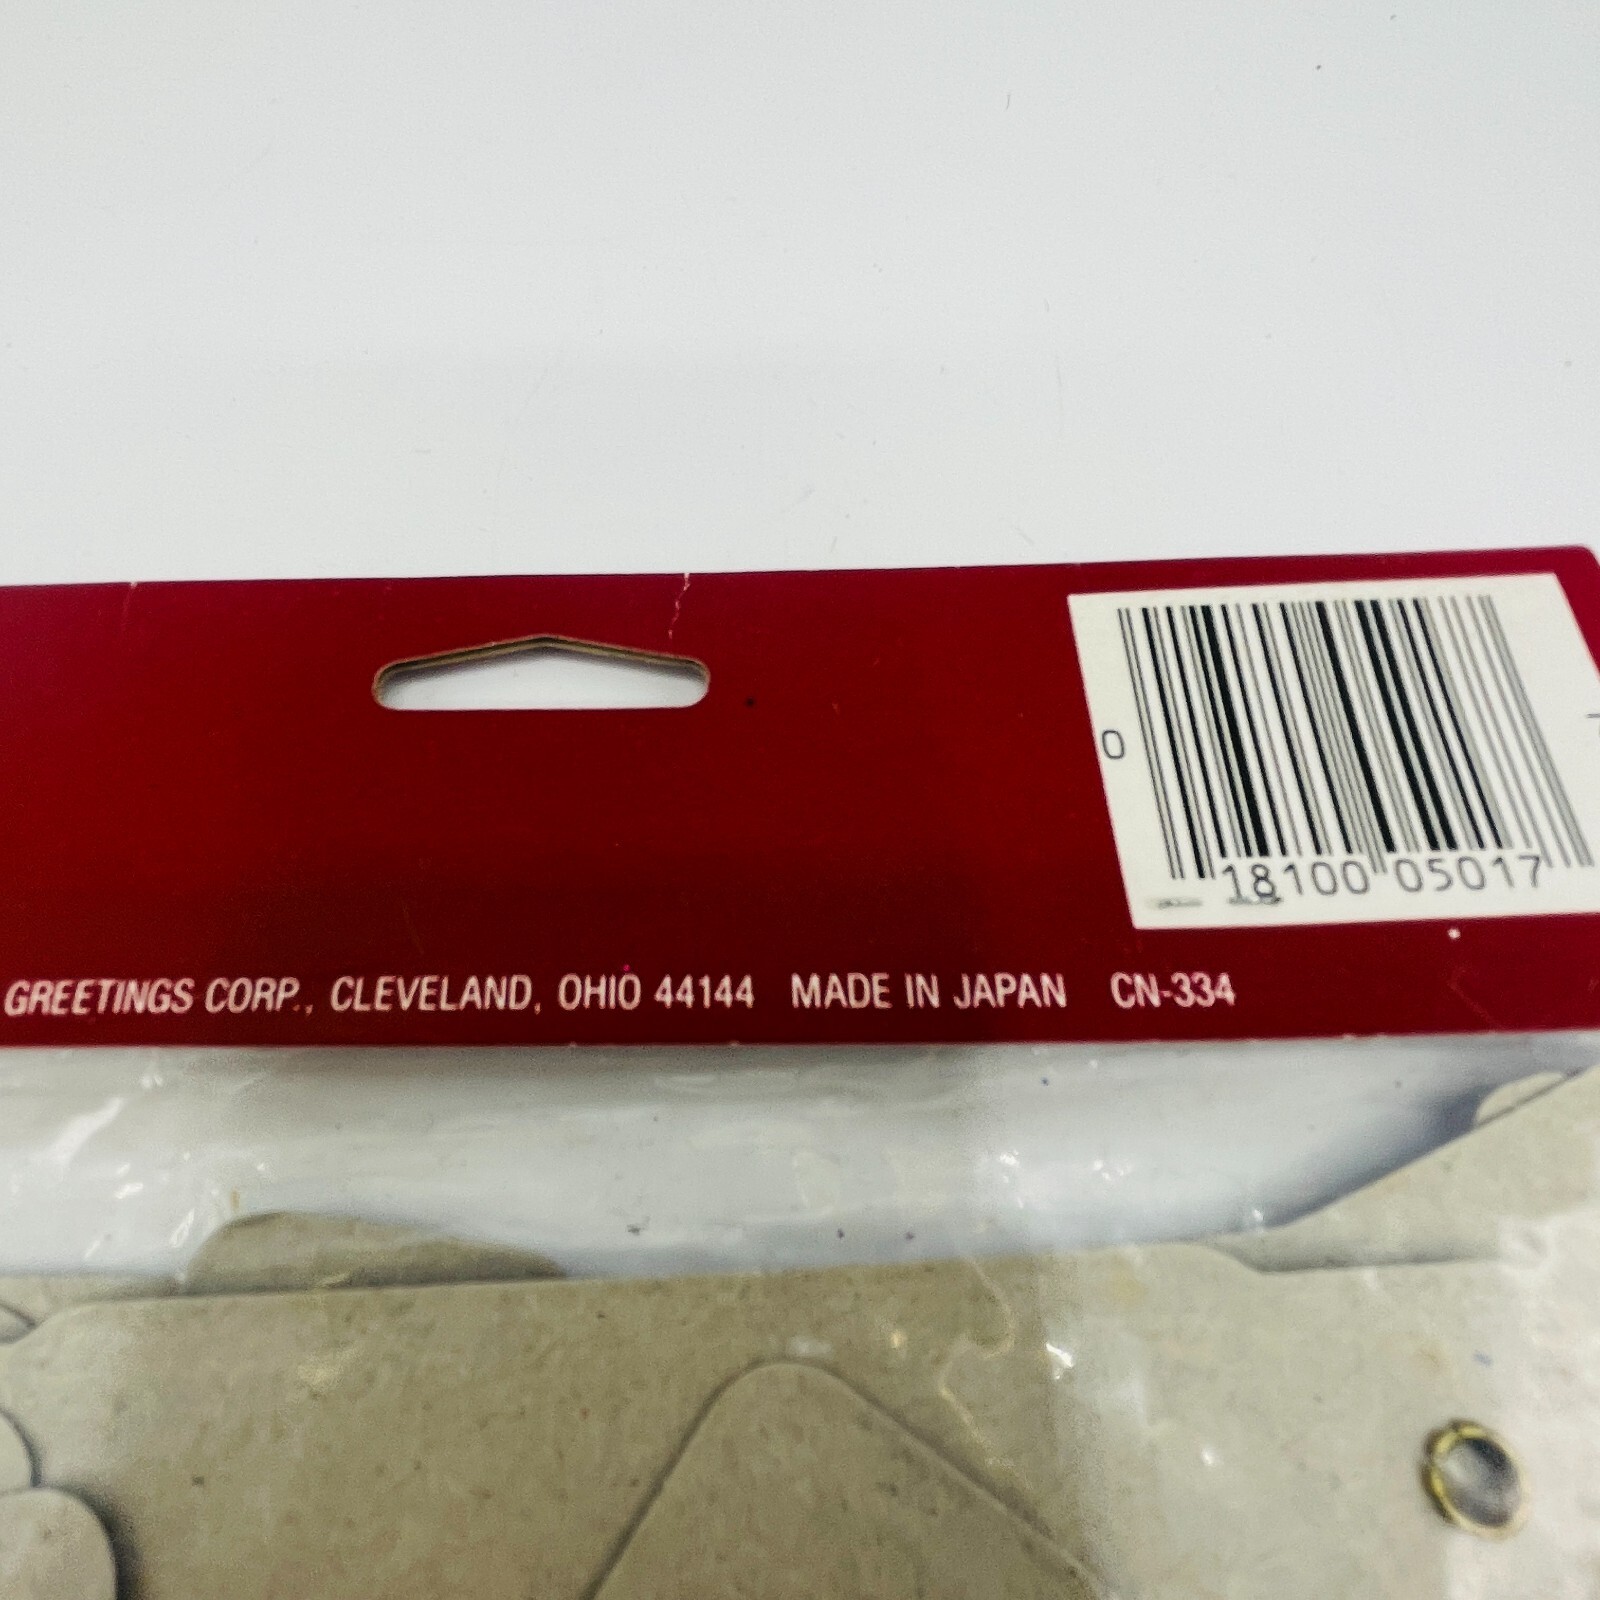 0
18100 05017
GREETINGS CORP., CLEVELAND, OHIO 44144 MADE IN JAPAN CN-334